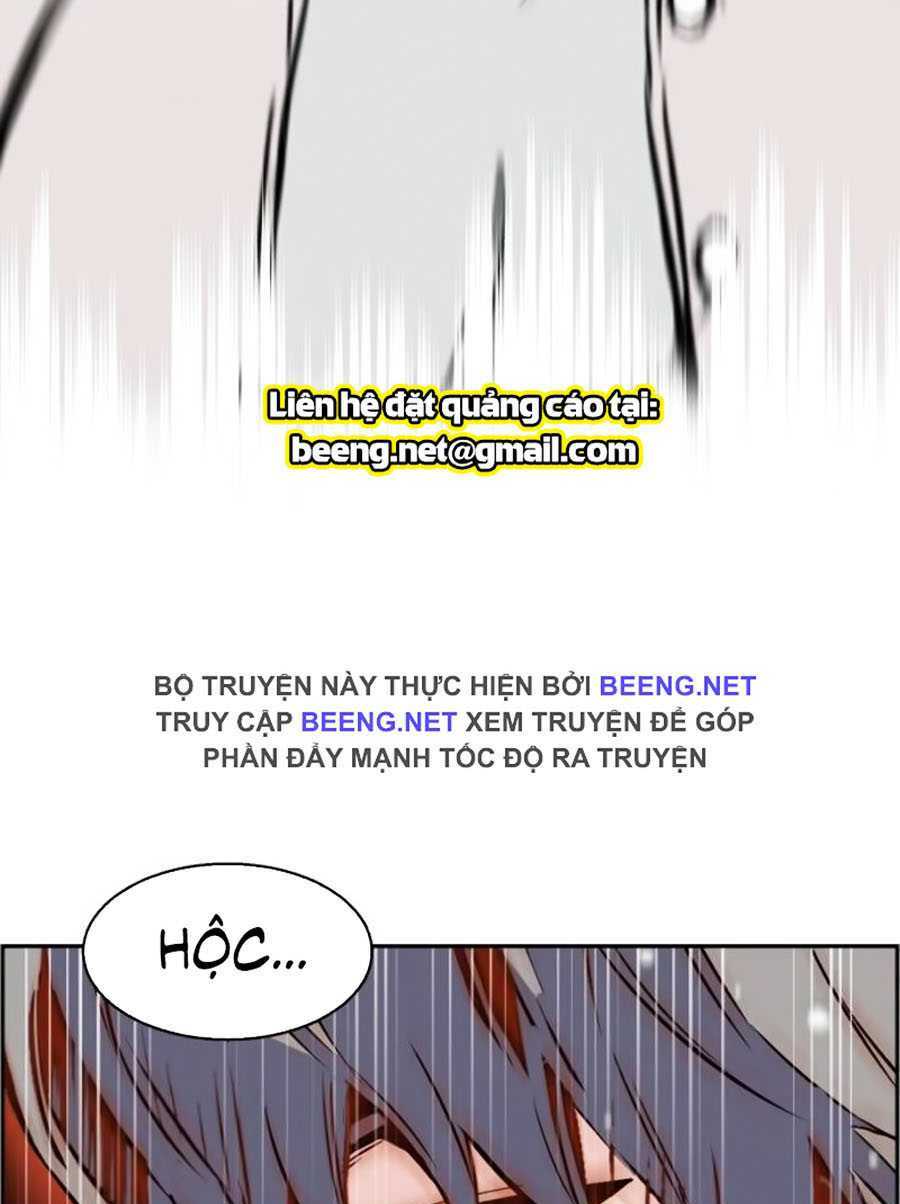 Liên hệ đặt quảng cáo tại:
beeng.net@gmail.com
BỘ TRUYỆN NÀY THỰC HIỆN BỞI BEENG.NET
TRUY CẬP BEENG.NET XEM TRUYỆN ĐỂ GÓP
PHẦN ĐẨY MẠNH TỐC ĐỘ RA TRUYỆN
HỘC...